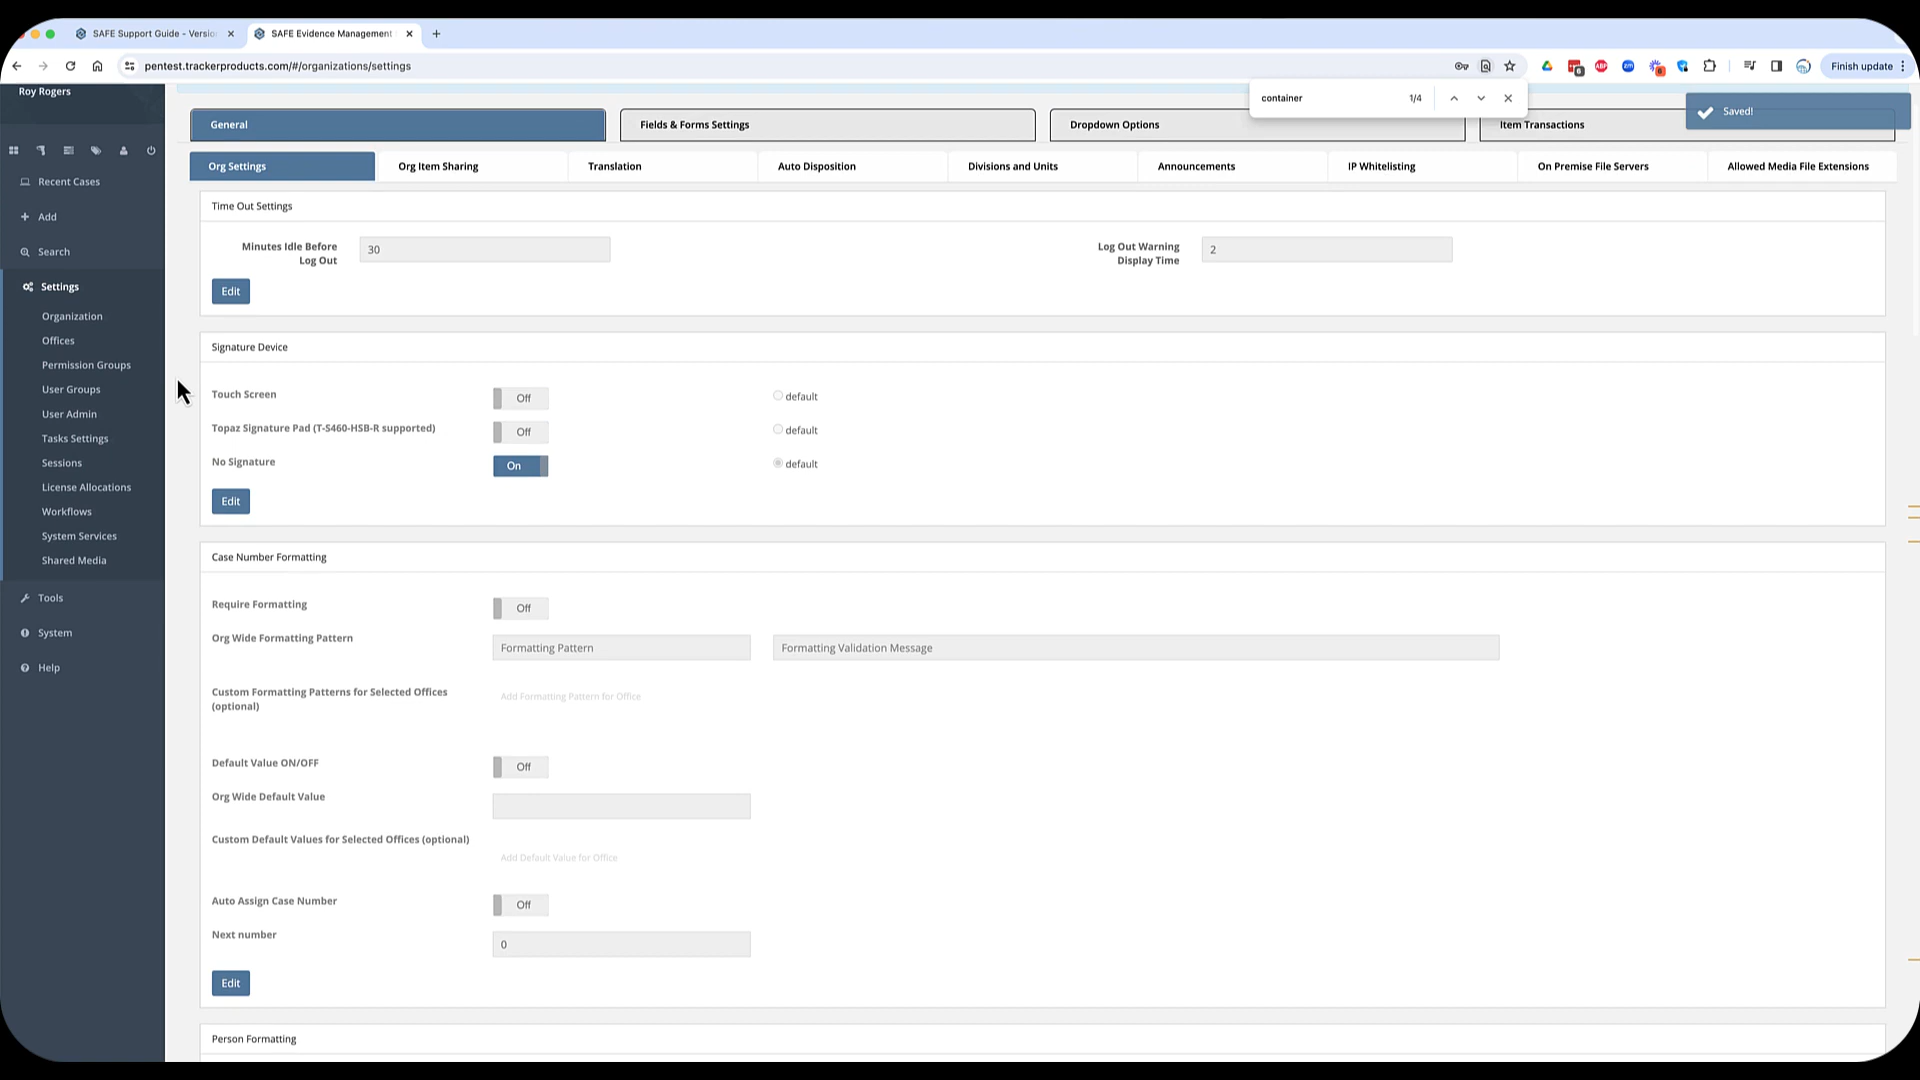 SAFE Support Guide - Versio
SAFE Evidence Management
pentest.trackerproducts.com/#/organizations/settings
Finish update
container
1/4
Saved!
Roy Rogers
Recent Cases
Add
Search
Settings
Organization
Offices
Permission Groups
User Groups
User Admin
Tasks Settings
Sessions
License Allocations
Workflows
System Services
Shared Media
Tools
System
Help
General
Fields & Forms Settings
Dropdown Options
Item Transactions
Org Settings
Org Item Sharing
Translation
Auto Disposition
Divisions and Units
Announcements
IP Whitelisting
On Premise File Servers
Allowed Media File Extensions
Time Out Settings
Minutes Idle Before
Log Out
30
Log Out Warning
Display Time
2
Edit
Signature Device
Touch Screen
Off
default
Topaz Signature Pad (T-S460-HSB-R supported)
Off
default
No Signature
On
default
Edit
Case Number Formatting
Require Formatting
Off
Org Wide Formatting Pattern
Formatting Pattern
Formatting Validation Message
Custom Formatting Patterns for Selected Offices
(optional)
Add Formatting Pattern for Office
Default Value ON/OFF
Off
Org Wide Default Value
Custom Default Values for Selected Offices (optional)
Add Default Value for Office
Auto Assign Case Number
Off
Next number
0
Edit
Person Formatting